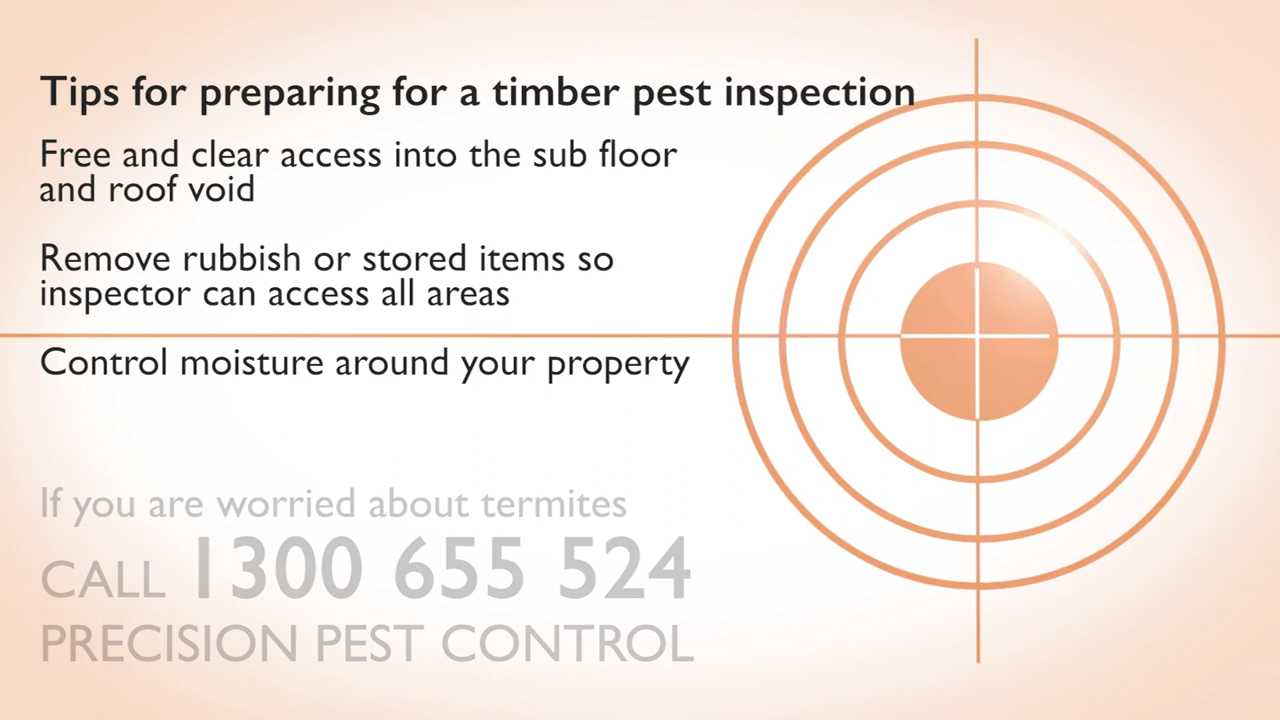 Tips for preparing for a timber pest inspection
Free and clear access into the sub floor
and roof void
Remove rubbish or stored items so
inspector can access all areas
Control moisture around your property
If you are worried about termites
CALL 1300 655 524
PRECISION PEST CONTROL